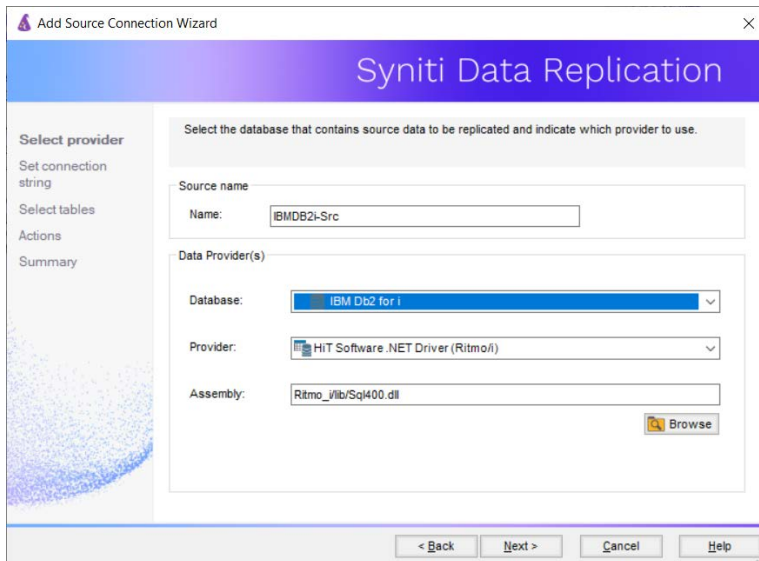 Add Source Connection Wizard
Syniti Data Replication
Select provider
Set connection
string
Select tables
Actions
Summary
Select the database that contains source data to be replicated and indicate which provider to use.
Source name
Name: IBMDB2i-Src
Data Provider(s)
Database: IBM Db2 for i
Provider: HiT Software .NET Driver (Ritmo/i)
Assembly: Ritmo_i/lib/Sql400.dll
Browse
< Back Next > Cancel Help